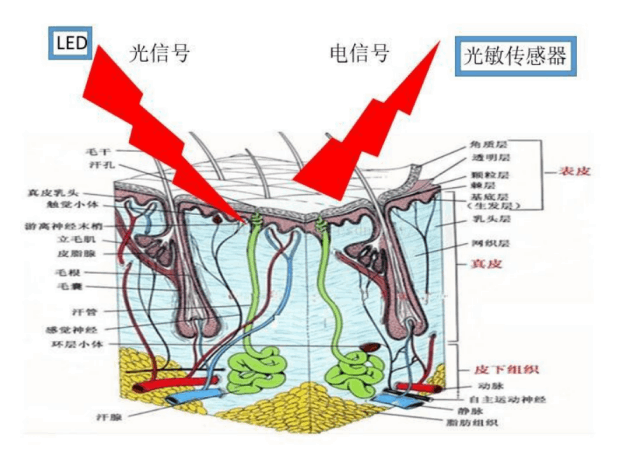 LED
光信号
电信号
光敏传感器
毛干
汗孔
真皮乳头
触觉小体
游离神经末梢
立毛肌
皮脂腺
毛根
毛囊
汗管
感觉神经
环层小体
汗腺
角质层
透明层
颗粒层
棘层
基底层
(生发层)
表皮
乳头层
网织层
真皮
皮下组织
动脉
自主运动神经
静脉
脂肪组织